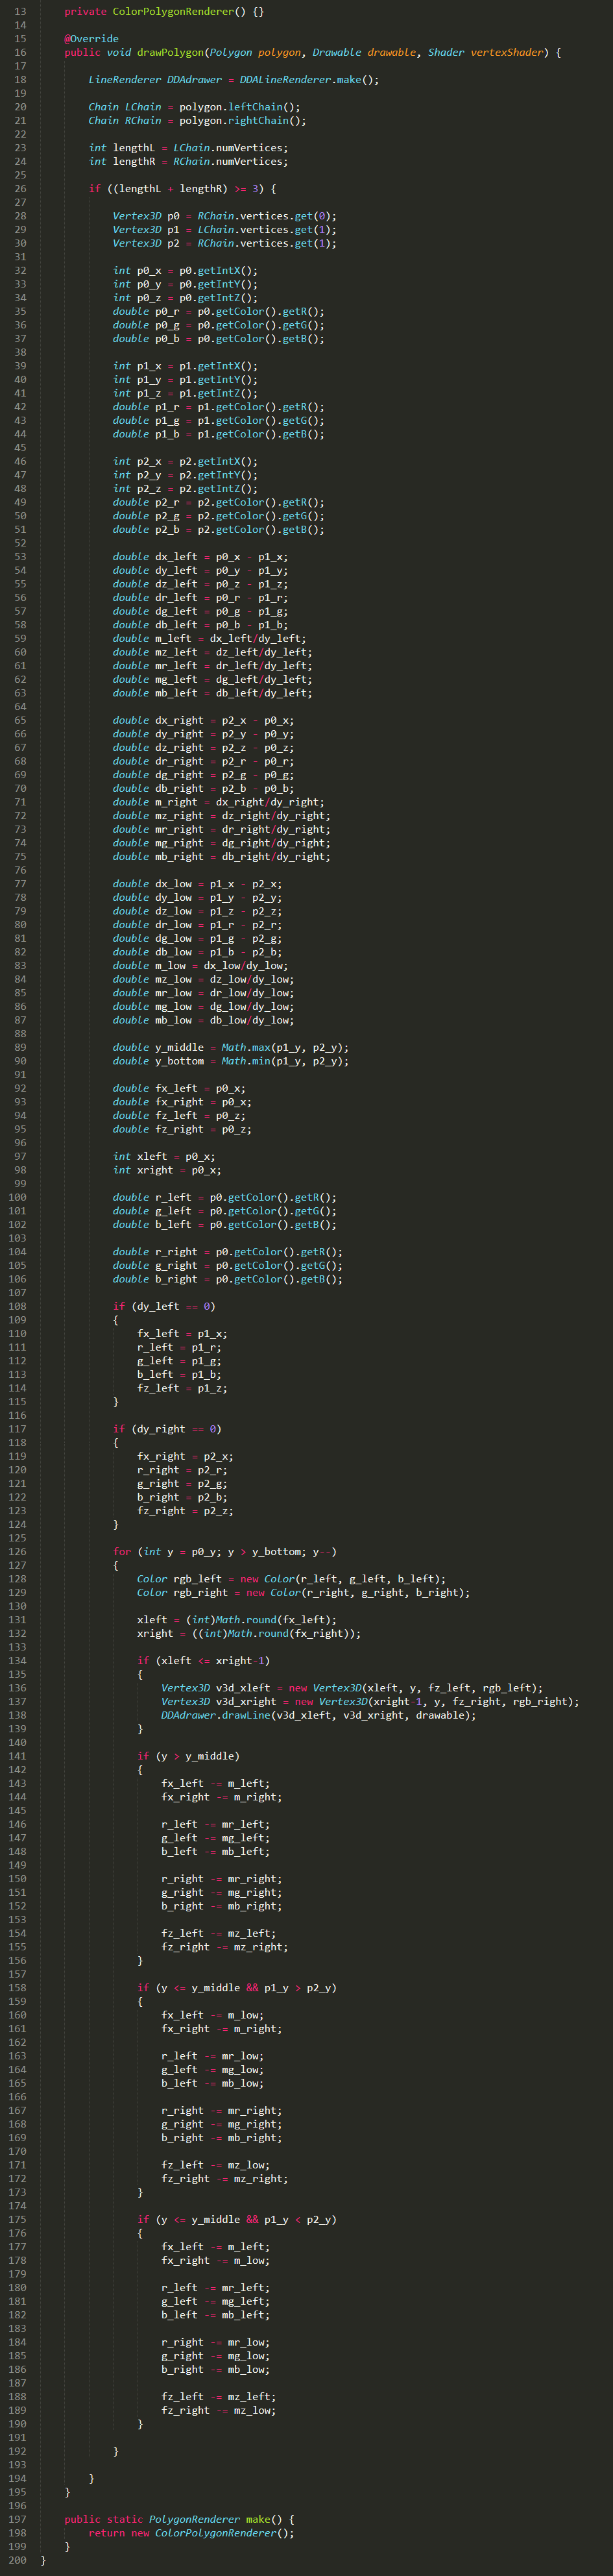 13 private ColorPolygonRenderer() {}
14
15 @Override
16 public void drawPolygon(Polygon polygon, Drawable drawable, Shader vertexShader) {
17
18 LineRenderer DDAdrawer = DDALineRenderer.make();
19
20 Chain LChain = polygon.leftChain();
21 Chain RChain = polygon.rightChain();
22
23 int lengthL = LChain.numVertices;
24 int lengthR = RChain.numVertices;
25
26 if ((lengthL + lengthR) >= 3) {
27
28 Vertex3D p0 = RChain.vertices.get(0);
29 Vertex3D p1 = LChain.vertices.get(1);
30 Vertex3D p2 = RChain.vertices.get(1);
31
32 int p0_x = p0.getIntX();
33 int p0_y = p0.getIntY();
34 int p0_z = p0.getIntZ();
35 double p0_r = p0.getColor().getR();
36 double p0_g = p0.getColor().getG();
37 double p0_b = p0.getColor().getB();
38
39 int p1_x = p1.getIntX();
40 int p1_y = p1.getIntY();
41 int p1_z = p1.getIntZ();
42 double p1_r = p1.getColor().getR();
43 double p1_g = p1.getColor().getG();
44 double p1_b = p1.getColor().getB();
45
46 int p2_x = p2.getIntX();
47 int p2_y = p2.getIntY();
48 int p2_z = p2.getIntZ();
49 double p2_r = p2.getColor().getR();
50 double p2_g = p2.getColor().getG();
51 double p2_b = p2.getColor().getB();
52
53 double dx_left = p0_x - p1_x;
54 double dy_left = p0_y - p1_y;
55 double dz_left = p0_z - p1_z;
56 double dr_left = p0_r - p1_r;
57 double dg_left = p0_g - p1_g;
58 double db_left = p0_b - p1_b;
59 double m_left = dx_left/dy_left;
60 double mz_left = dz_left/dy_left;
61 double mr_left = dr_left/dy_left;
62 double mg_left = dg_left/dy_left;
63 double mb_left = db_left/dy_left;
64
65 double dx_right = p2_x - p0_x;
66 double dy_right = p2_y - p0_y;
67 double dz_right = p2_z - p0_z;
68 double dr_right = p2_r - p0_r;
69 double dg_right = p2_g - p0_g;
70 double db_right = p2_b - p0_b;
71 double m_right = dx_right/dy_right;
72 double mz_right = dz_right/dy_right;
73 double mr_right = dr_right/dy_right;
74 double mg_right = dg_right/dy_right;
75 double mb_right = db_right/dy_right;
76
77 double dx_low = p1_x - p2_x;
78 double dy_low = p1_y - p2_y;
79 double dz_low = p1_z - p2_z;
80 double dr_low = p1_r - p2_r;
81 double dg_low = p1_g - p2_g;
82 double db_low = p1_b - p2_b;
83 double m_low = dx_low/dy_low;
84 double mz_low = dz_low/dy_low;
85 double mr_low = dr_low/dy_low;
86 double mg_low = dg_low/dy_low;
87 double mb_low = db_low/dy_low;
88
89 double y_middle = Math.max(p1_y, p2_y);
90 double y_bottom = Math.min(p1_y, p2_y);
91
92 double fx_left = p0_x;
93 double fx_right = p0_x;
94 double fz_left = p0_z;
95 double fz_right = p0_z;
96
97 int xleft = p0_x;
98 int xright = p0_x;
99
100 double r_left = p0.getColor().getR();
101 double g_left = p0.getColor().getG();
102 double b_left = p0.getColor().getB();
103
104 double r_right = p0.getColor().getR();
105 double g_right = p0.getColor().getG();
106 double b_right = p0.getColor().getB();
107
108 if (dy_left == 0)
109 {
110 fx_left = p1_x;
111 r_left = p1_r;
112 g_left = p1_g;
113 b_left = p1_b;
114 fz_left = p1_z;
115 }
116
117 if (dy_right == 0)
118 {
119 fx_right = p2_x;
120 r_right = p2_r;
121 g_right = p2_g;
122 b_right = p2_b;
123 fz_right = p2_z;
124 }
125
126 for (int y = p0_y; y > y_bottom; y--)
127 {
128 Color rgb_left = new Color(r_left, g_left, b_left);
129 Color rgb_right = new Color(r_right, g_right, b_right);
130
131 xleft = (int)Math.round(fx_left);
132 xright = ((int)Math.round(fx_right));
133
134 if (xleft <= xright-1)
135 {
136 Vertex3D v3d_xleft = new Vertex3D(xleft, y, fz_left, rgb_left);
137 Vertex3D v3d_xright = new Vertex3D(xright-1, y, fz_right, rgb_right);
138 DDAdrawer.drawLine(v3d_xleft, v3d_xright, drawable);
139 }
140
141 if (y > y_middle)
142 {
143 fx_left -= m_left;
144 fx_right -= m_right;
145
146 r_left -= mr_left;
147 g_left -= mg_left;
148 b_left -= mb_left;
149
150 r_right -= mr_right;
151 g_right -= mg_right;
152 b_right -= mb_right;
153
154 fz_left -= mz_left;
155 fz_right -= mz_right;
156 }
157
158 if (y <= y_middle && p1_y > p2_y)
159 {
160 fx_left -= m_low;
161 fx_right -= m_right;
162
163 r_left -= mr_low;
164 g_left -= mg_low;
165 b_left -= mb_low;
166
167 r_right -= mr_right;
168 g_right -= mg_right;
169 b_right -= mb_right;
170
171 fz_left -= mz_low;
172 fz_right -= mz_right;
173 }
174
175 if (y <= y_middle && p1_y < p2_y)
176 {
177 fx_left -= m_left;
178 fx_right -= m_low;
179
180 r_left -= mr_left;
181 g_left -= mg_left;
182 b_left -= mb_left;
183
184 r_right -= mr_low;
185 g_right -= mg_low;
186 b_right -= mb_low;
187
188 fz_left -= mz_left;
189 fz_right -= mz_low;
190 }
191
192 }
193
194 }
195 }
196
197 public static PolygonRenderer make() {
198 return new ColorPolygonRenderer();
199 }
200 }